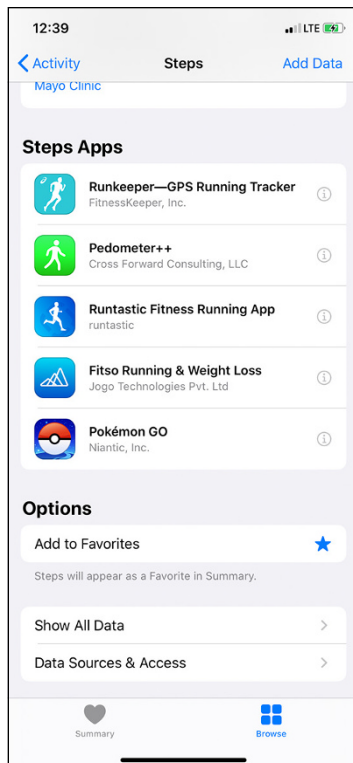 12:39
LTE
Activity
Steps
Add Data
Mayo Clinic
Steps Apps
Runkeeper—GPS Running Tracker
FitnessKeeper, Inc.
Pedometer++
Cross Forward Consulting, LLC
Runtastic Fitness Running App
runtastic
Fitso Running & Weight Loss
Jogo Technologies Pvt. Ltd
Pokémon GO
Niantic, Inc.
Options
Add to Favorites
Steps will appear as a Favorite in Summary.
Show All Data
Data Sources & Access
Summary
Browse